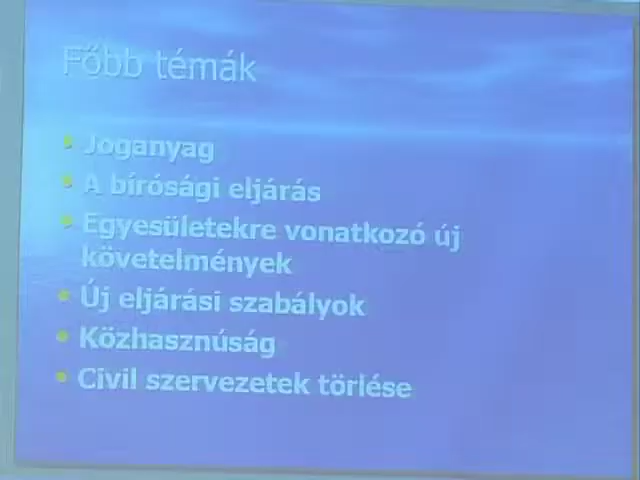 Főbb témák
• Joganyag
• A bírósági eljárás
• Egyesületekre vonatkozó új
követelmények
• Új eljárási szabályok
• Közhasznúság
• Civil szervezetek törlése